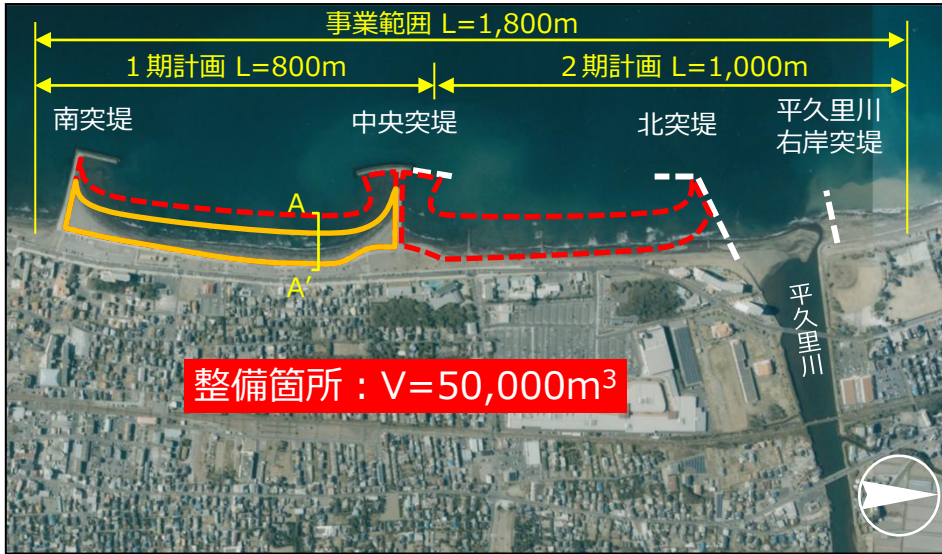 事業範囲 L=1,800m
１期計画 L=800m
２期計画 L=1,000m
南突堤
中央突堤
北突堤
平久里川
右岸突堤
A
A′
平久里川
整備箇所：V=50,000m³